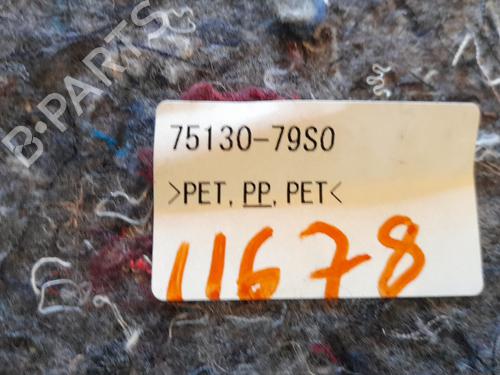 B-PARTS
75130-79S0
>PET, PP, PET<
11678